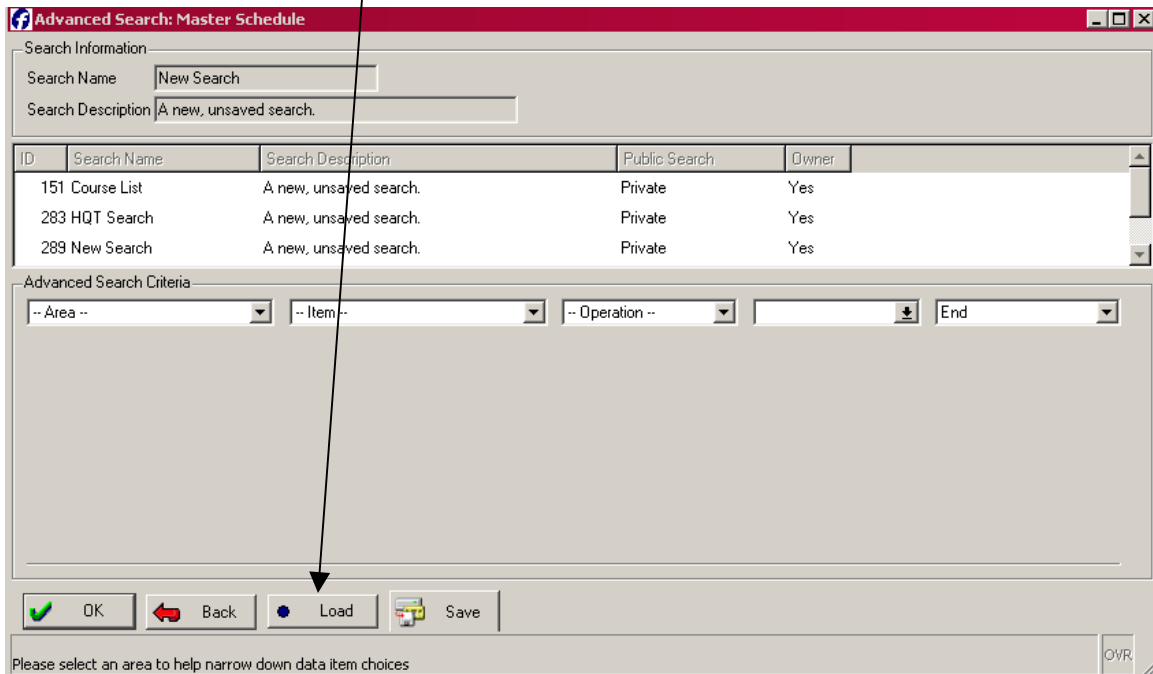 Advanced Search: Master Schedule
Search Information
Search Name New Search
Search Description A new, unsaved search.
ID Search Name Search Description Public Search Owner
151 Course List A new, unsaved search. Private Yes
283 HQT Search A new, unsaved search. Private Yes
289 New Search A new, unsaved search. Private Yes
Advanced Search Criteria
-- Area -- -- Item -- -- Operation -- End
OK Back Load Save
Please select an area to help narrow down data item choices OVR